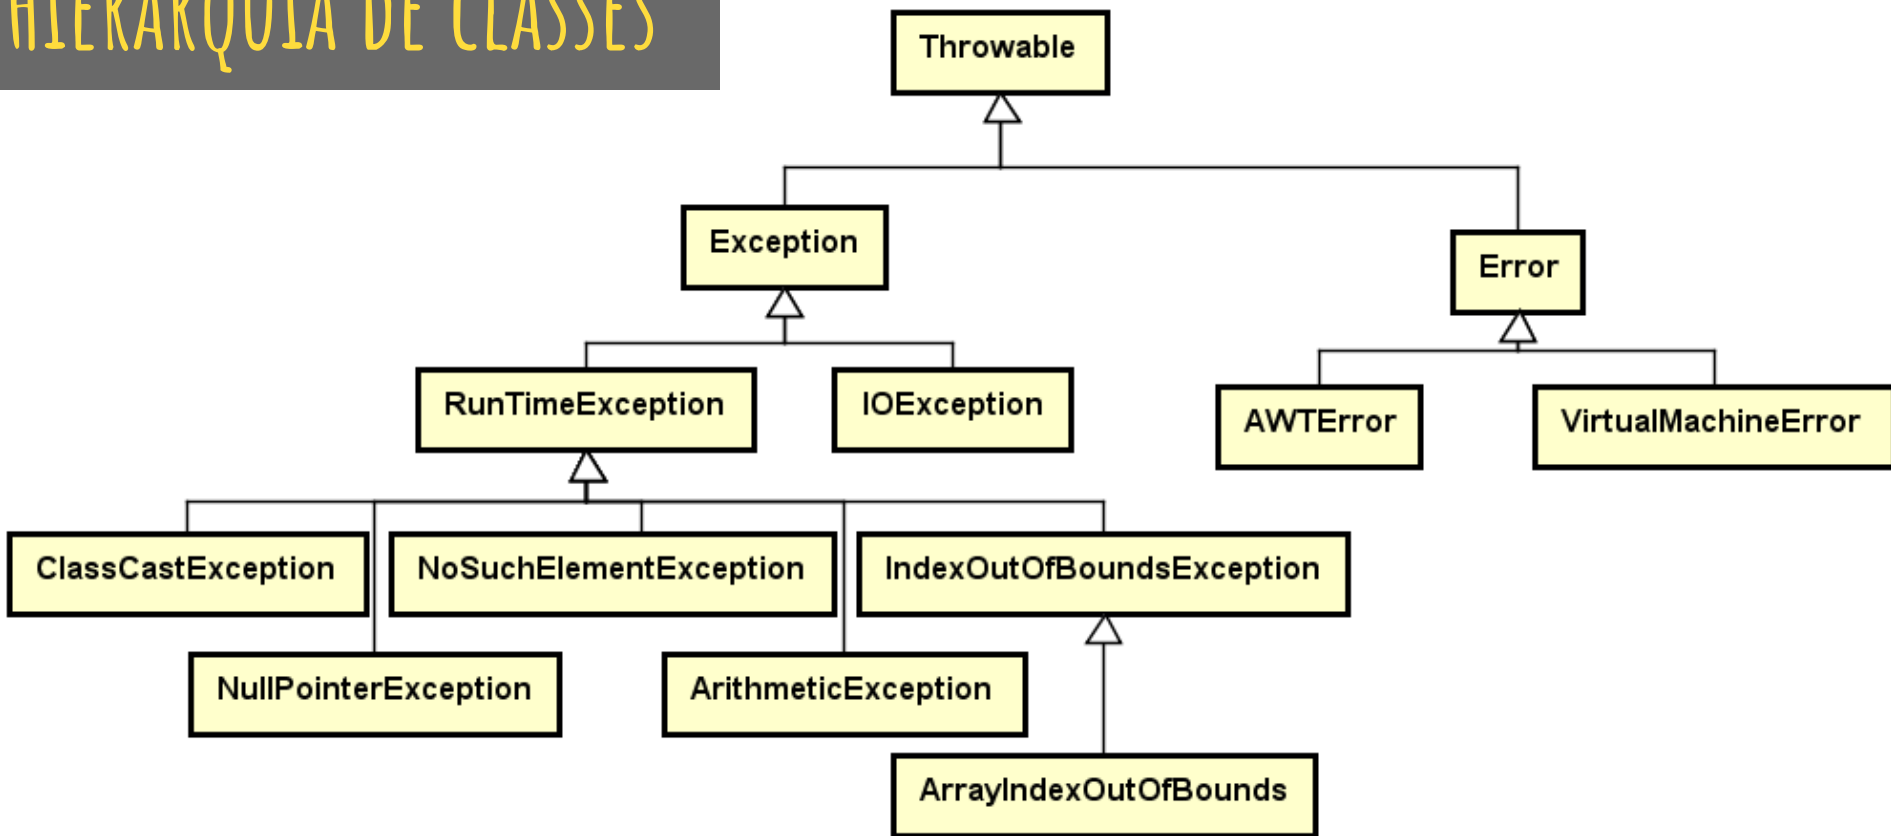 HIERARQUIA DE CLASSES
Throwable
Exception
Error
RunTimeException
IOException
AWTError
VirtualMachineError
ClassCastException
NoSuchElementException
IndexOutOfBoundsException
NullPointerException
ArithmeticException
ArrayIndexOutOfBounds